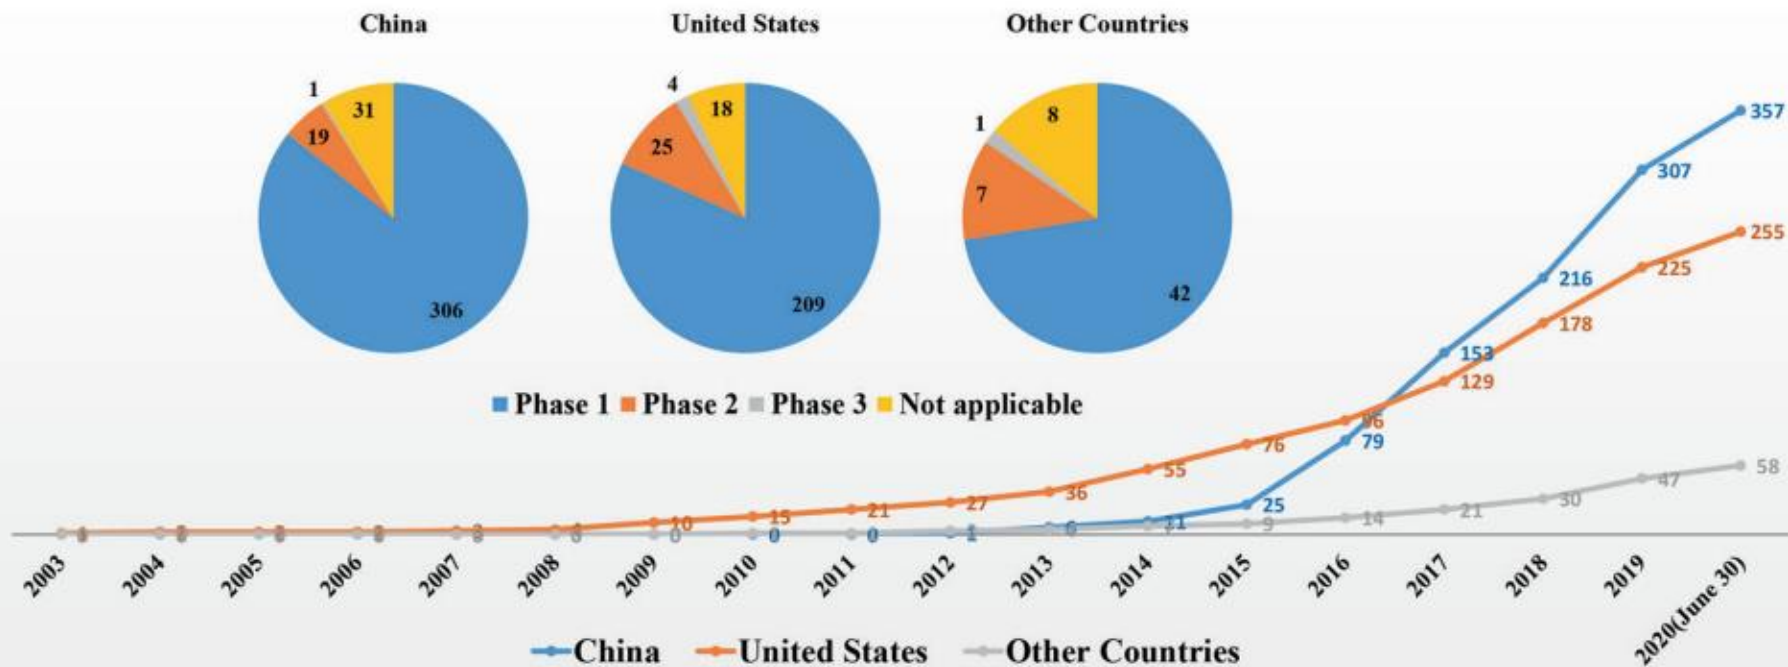 China United States Other Countries
1 31 19 306
4 18 25 209
1 8 7 42
Phase 1 Phase 2 Phase 3 Not applicable
357
307
255
216 225
178
153
129
96
79
76
55 58
47
36
10 15 21 27 25 30
0 0 0 1 6 11 9 14 21
2003 2004 2005 2006 2007 2008 2009 2010 2011 2012 2013 2014 2015 2016 2017 2018 2019 2020(June 30)
China United States Other Countries